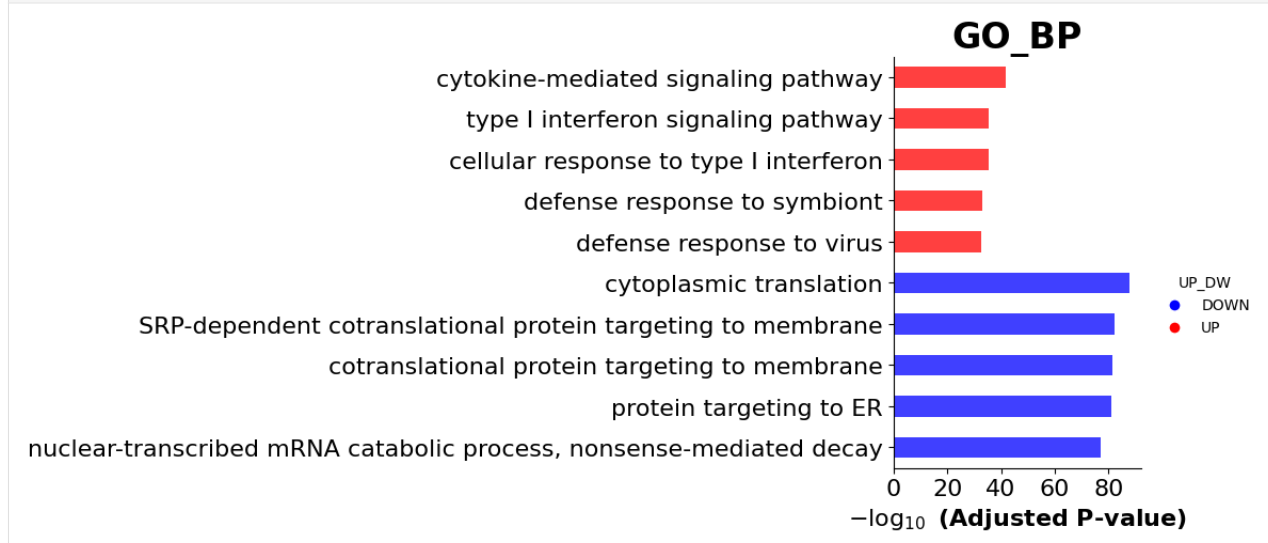 GO_BP
cytokine-mediated signaling pathway
type I interferon signaling pathway
cellular response to type I interferon
defense response to symbiont
defense response to virus
cytoplasmic translation
SRP-dependent cotranslational protein targeting to membrane
cotranslational protein targeting to membrane
protein targeting to ER
nuclear-transcribed mRNA catabolic process, nonsense-mediated decay
UP_DW
DOWN
UP
0 20 40 60 80
−log₁₀ (Adjusted P-value)